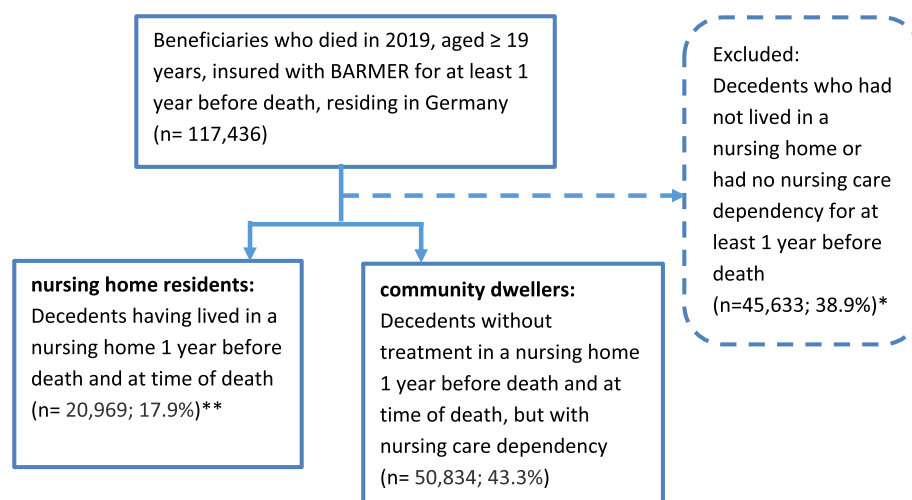 Beneficiaries who died in 2019, aged ≥ 19
years, insured with BARMER for at least 1
year before death, residing in Germany
(n= 117,436)
Excluded:
Decedents who had
not lived in a
nursing home or
had no nursing care
dependency for at
least 1 year before
death
(n=45,633; 38.9%)*
nursing home residents:
Decedents having lived in a
nursing home 1 year before
death and at time of death
(n= 20,969; 17.9%)**
community dwellers:
Decedents without
treatment in a nursing home
1 year before death and at
time of death, but with
nursing care dependency
(n= 50,834; 43.3%)